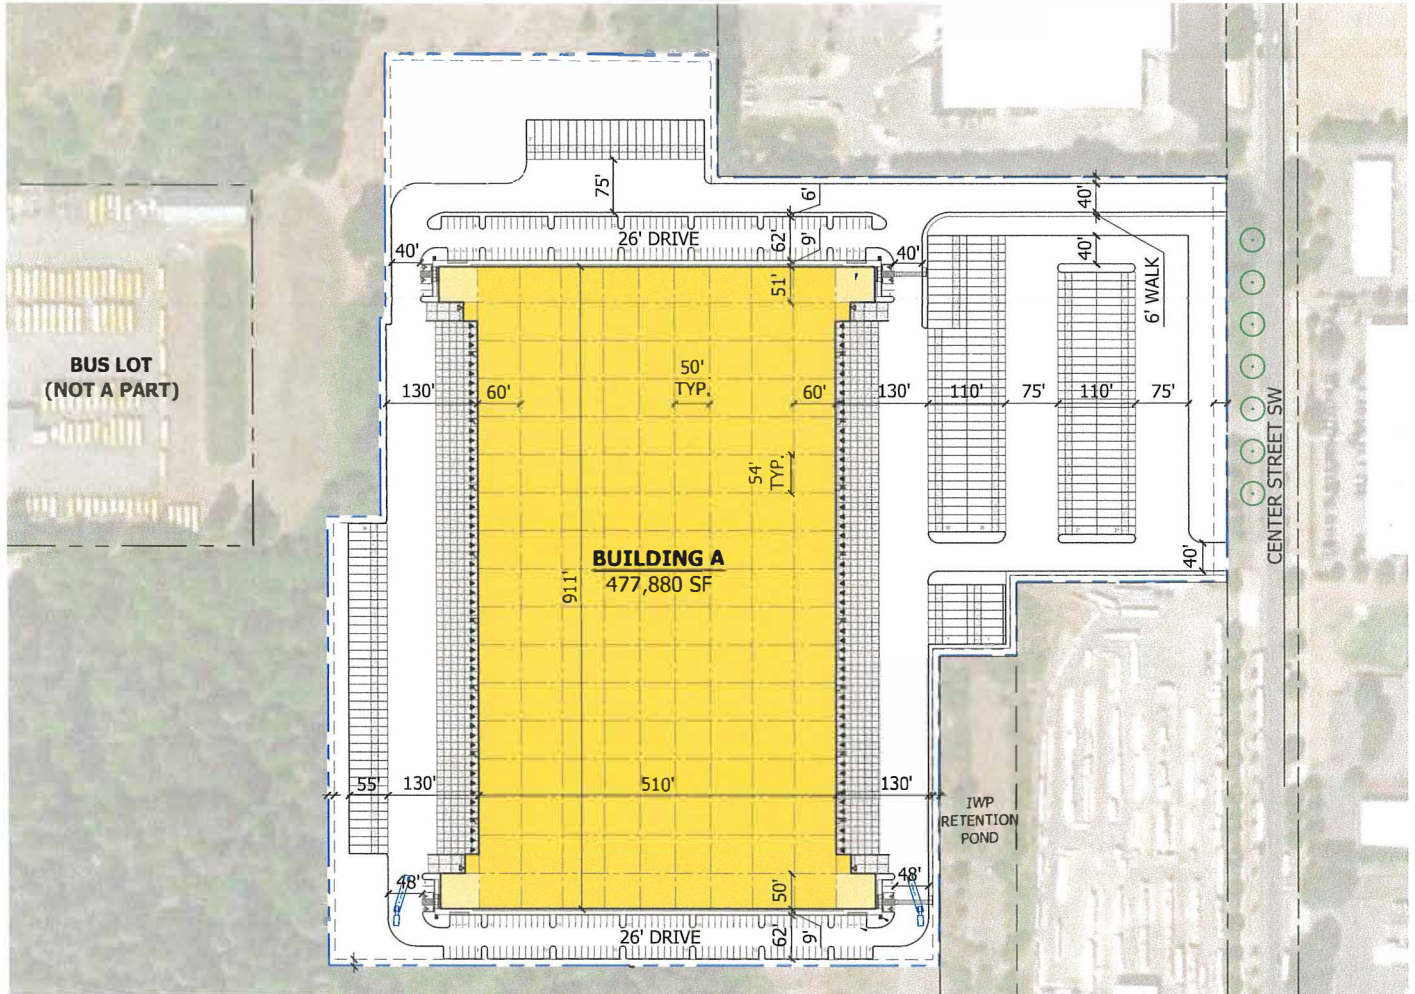 75'
6'
40'
26' DRIVE
62'
9'
40'
40'
40'
51'
6' WALK
BUS LOT
(NOT A PART)
50'
TYP.
130'
60'
60'
130'
110'
75'
110'
75'
54'
TYP.
CENTER STREET SW
BUILDING A
477,880 SF
911'
40'
55'
130'
510'
130'
IWP
RETENTION
POND
48'
50'
48'
26' DRIVE
62'
9'